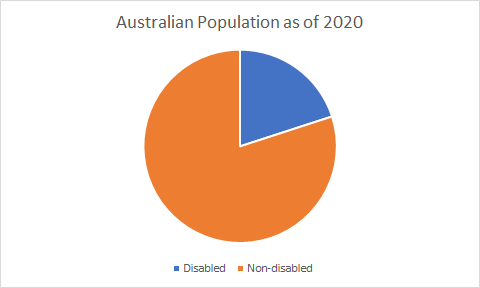 Australian Population as of 2020
Disabled Non-disabled